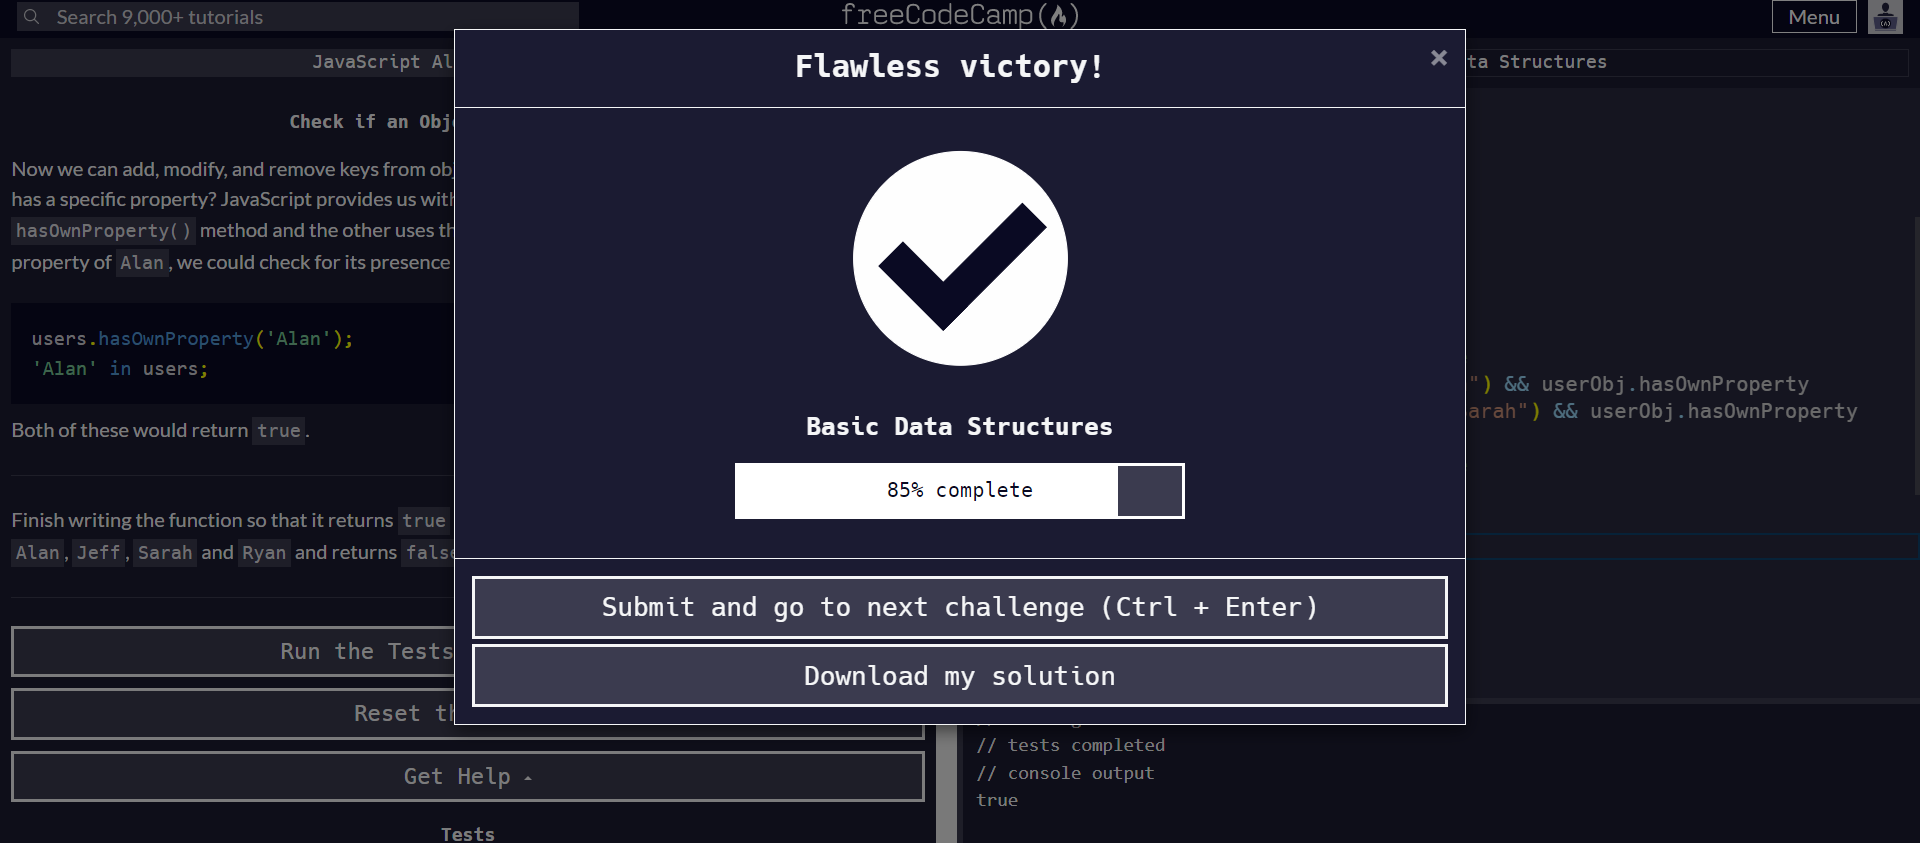 Search 9,000+ tutorials
freeCodeCamp(🔥)
Menu
JavaScript Al
ta Structures
Check if an Obje
Now we can add, modify, and remove keys from obj
has a specific property? JavaScript provides us with
hasOwnProperty() method and the other uses th
property of Alan, we could check for its presence
users.hasOwnProperty('Alan');
'Alan' in users;
Both of these would return true.
Finish writing the function so that it returns true
Alan, Jeff, Sarah and Ryan and returns false
Run the Tests
Reset th
Get Help
Tests
Flawless victory!
×
Basic Data Structures
85% complete
Submit and go to next challenge (Ctrl + Enter)
Download my solution
") && userObj.hasOwnProperty
arah") && userObj.hasOwnProperty
// tests completed
// console output
true